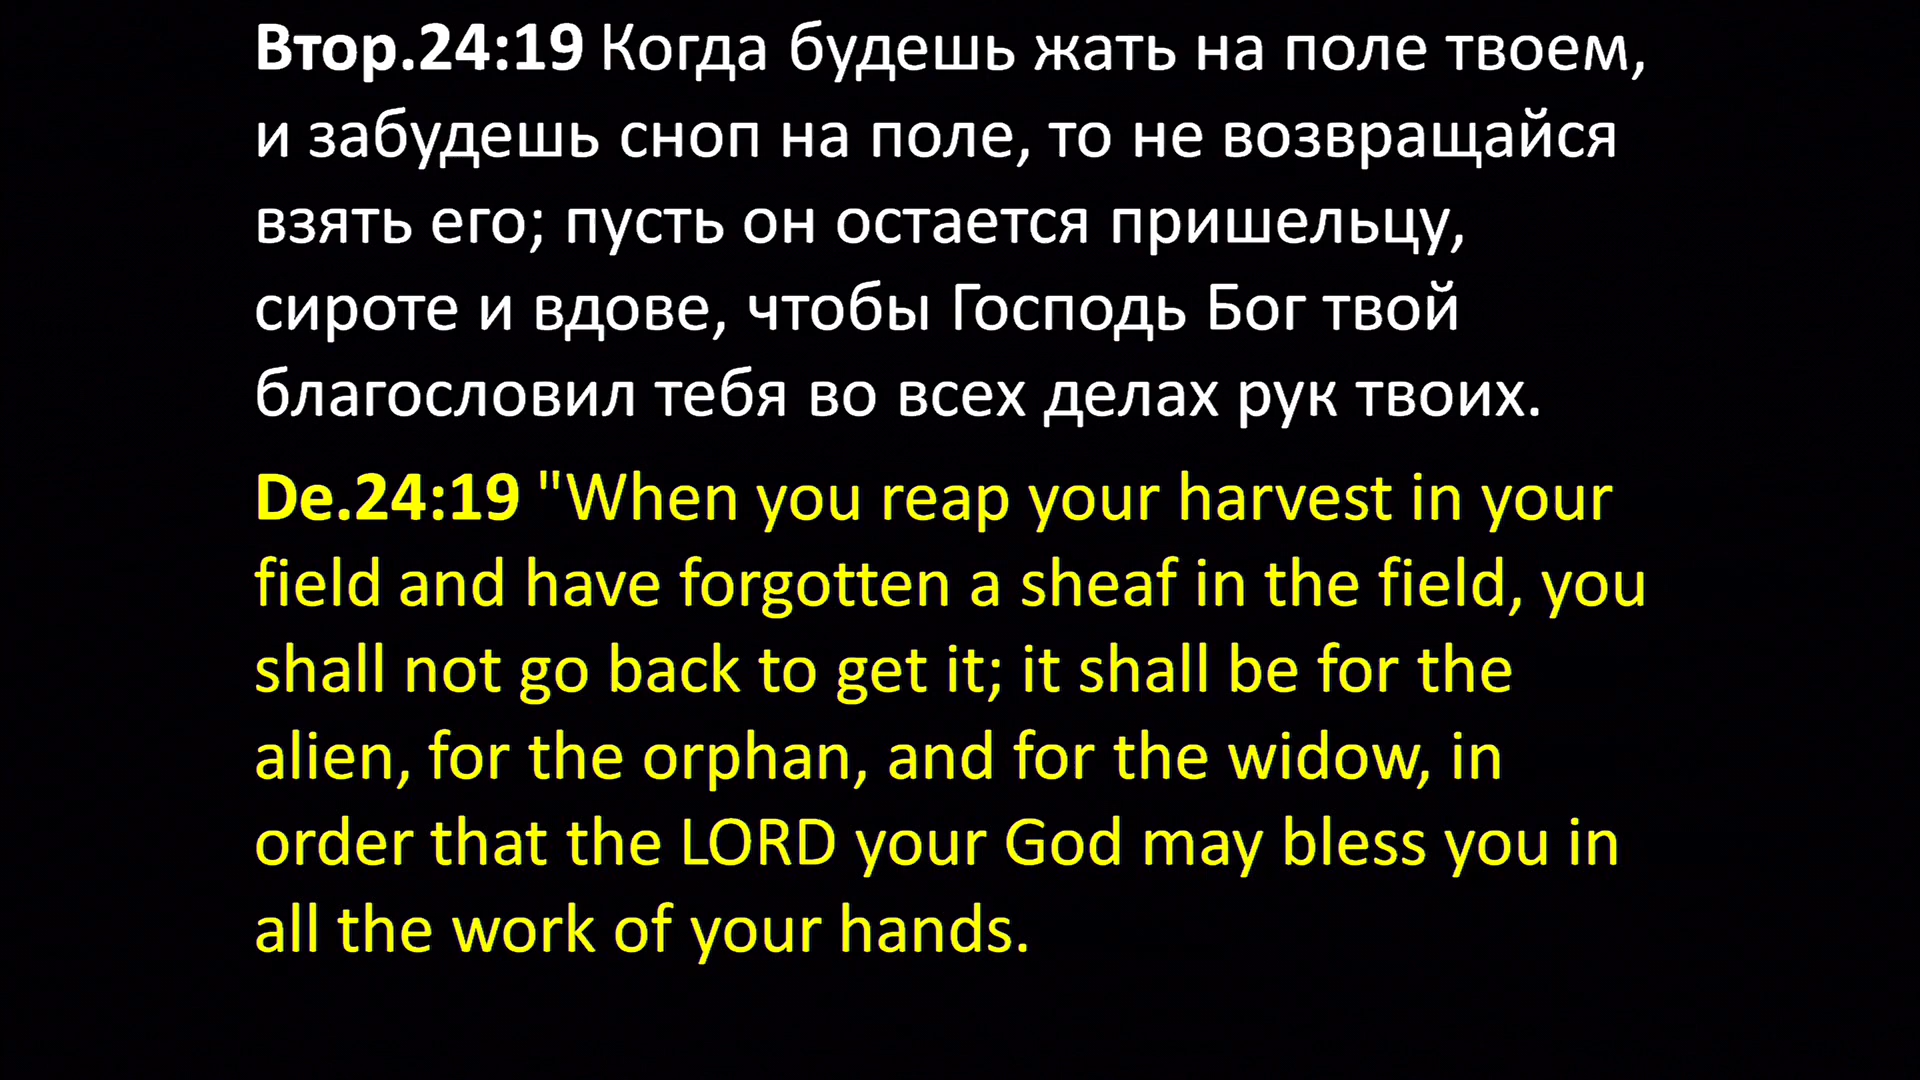 Втор.24:19 Когда будешь жать на поле твоем,
и забудешь сноп на поле, то не возвращайся
взять его; пусть он остается пришельцу,
сироте и вдове, чтобы Господь Бог твой
благословил тебя во всех делах рук твоих.
De.24:19 "When you reap your harvest in your
field and have forgotten a sheaf in the field, you
shall not go back to get it; it shall be for the
alien, for the orphan, and for the widow, in
order that the LORD your God may bless you in
all the work of your hands.